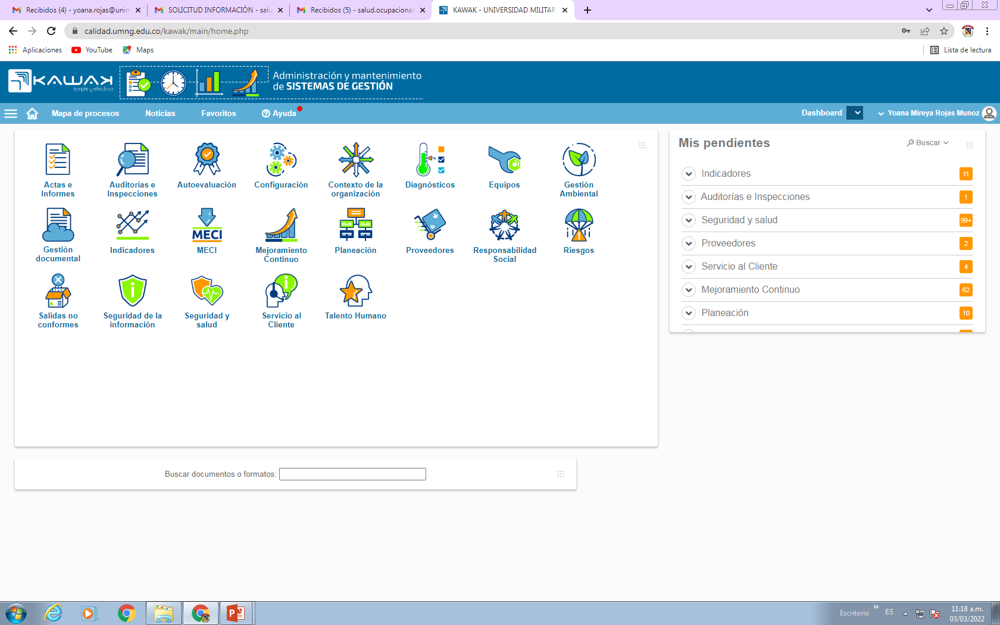 Recibidos (4) - yoana.rojas@unim
SOLICITUD INFORMACIÓN - salu
Recibidos (5) - salud.ocupacional
KAWAK - UNIVERSIDAD MILITAR
calidad.umng.edu.co/kawak/main/home.php
Aplicaciones
YouTube
Maps
Lista de lectura
KAWAK
simple y efectivo
Administración y mantenimiento
de SISTEMAS DE GESTIÓN
Mapa de procesos
Noticias
Favoritos
Ayuda
Dashboard
Yoana Mireya Rojas Munoz
Actas e
Informes
Auditorías e
Inspecciones
Autoevaluación
Configuración
Contexto de la
organización
Diagnósticos
Equipos
Gestión
Ambiental
Gestión
documental
Indicadores
MECI
MECI
Mejoramiento
Continuo
Planeación
Proveedores
Responsabilidad
Social
Riesgos
Salidas no
conformes
Seguridad de la
información
Seguridad y
salud
Servicio al
Cliente
Talento Humano
Mis pendientes
Buscar
Indicadores 11
Auditorías e Inspecciones 1
Seguridad y salud 99+
Proveedores 2
Servicio al Cliente 4
Mejoramiento Continuo 62
Planeación 10
Buscar documentos o formatos:
Escritorio
ES
11:18 a.m.
03/03/2022